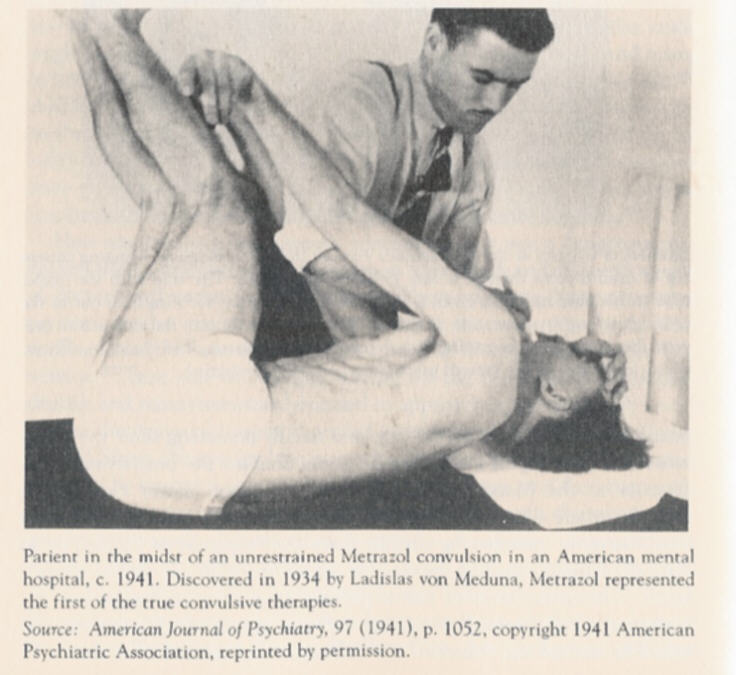 Patient in the midst of an unrestrained Metrazol convulsion in an American mental
hospital, c. 1941. Discovered in 1934 by Ladislas von Meduna, Metrazol represented
the first of the true convulsive therapies.
Source: American Journal of Psychiatry, 97 (1941), p. 1052, copyright 1941 American
Psychiatric Association, reprinted by permission.